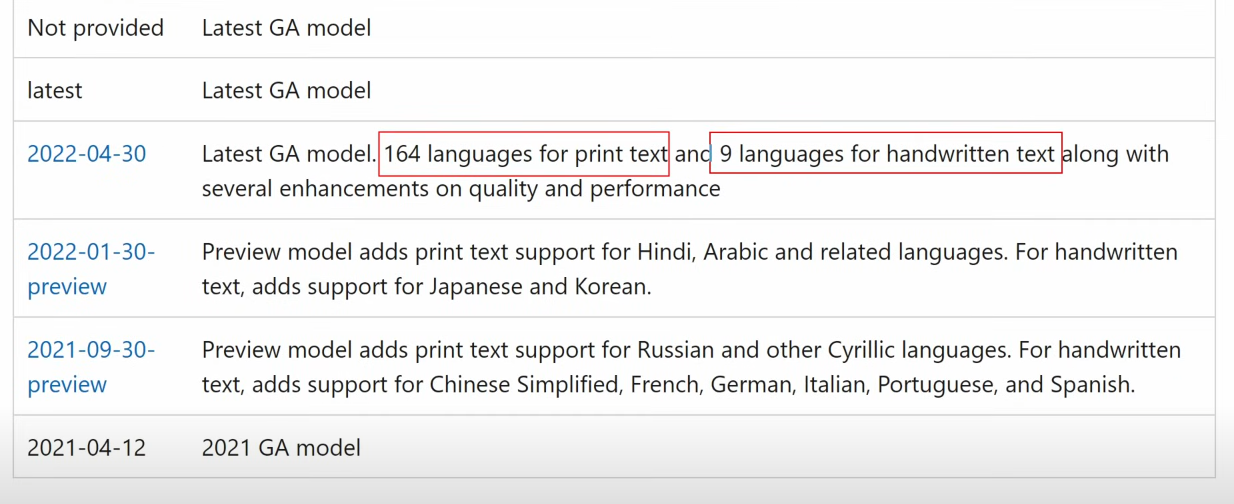 Not provided Latest GA model
latest Latest GA model
2022-04-30 Latest GA model. 164 languages for print text and 9 languages for handwritten text along with
several enhancements on quality and performance
2022-01-30- Preview model adds print text support for Hindi, Arabic and related languages. For handwritten
preview text, adds support for Japanese and Korean.
2021-09-30- Preview model adds print text support for Russian and other Cyrillic languages. For handwritten
preview text, adds support for Chinese Simplified, French, German, Italian, Portuguese, and Spanish.
2021-04-12 2021 GA model